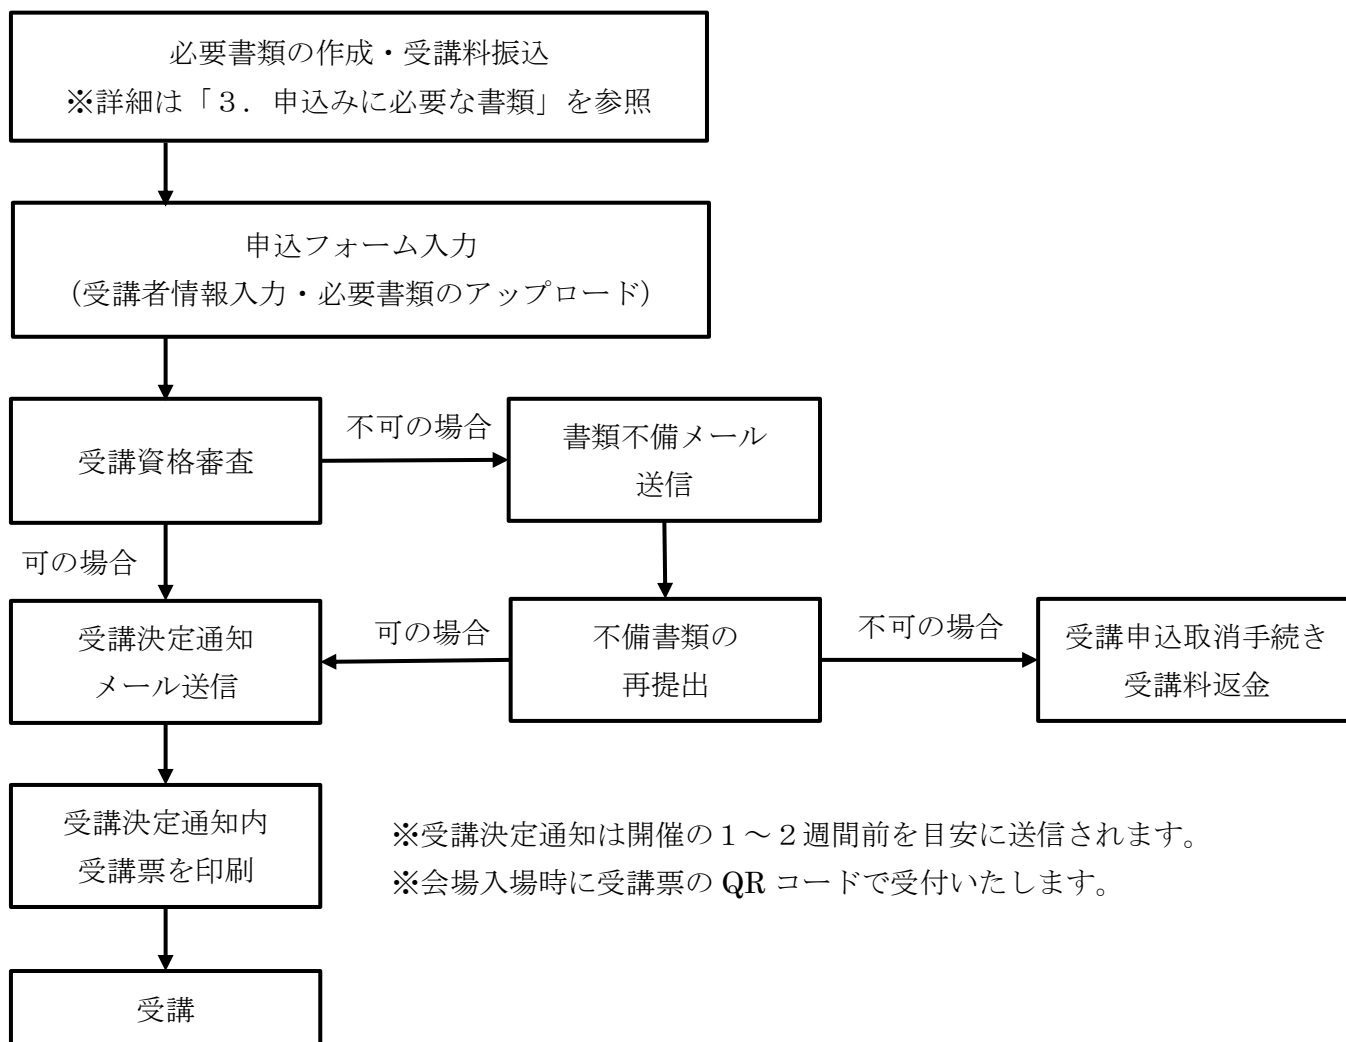 必要書類の作成・受講料振込
※詳細は「３．申込みに必要な書類」を参照
申込フォーム入力
（受講者情報入力・必要書類のアップロード）
受講資格審査
不可の場合
書類不備メール
送信
可の場合
受講決定通知
メール送信
可の場合
不備書類の
再提出
不可の場合
受講申込取消手続き
受講料返金
受講決定通知内
受講票を印刷
※受講決定通知は開催の１～２週間前を目安に送信されます。
※会場入場時に受講票の QR コードで受付いたします。
受講